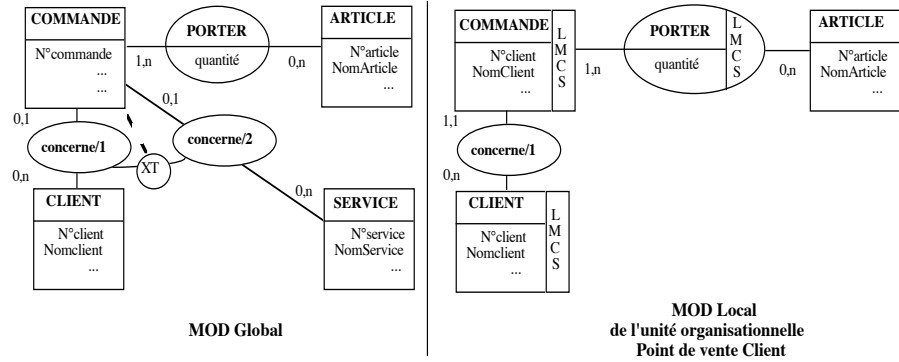 COMMANDE
N°commande
...
...
1,n
PORTER
quantité
0,n
ARTICLE
N°article
NomArticle
...
0,1
0,1
concerne/1
concerne/2
XT
0,n
0,n
CLIENT
N°client
Nomclient
...
SERVICE
N°service
NomService
...
MOD Global
COMMANDE
N°client
NomClient
...
L
M
C
S
1,n
PORTER
quantité
L
M
C
S
0,n
ARTICLE
N°article
NomArticle
...
1,1
concerne/1
0,n
CLIENT
N°client
Nomclient
...
L
M
C
S
MOD Local
de l'unité organisationnelle
Point de vente Client